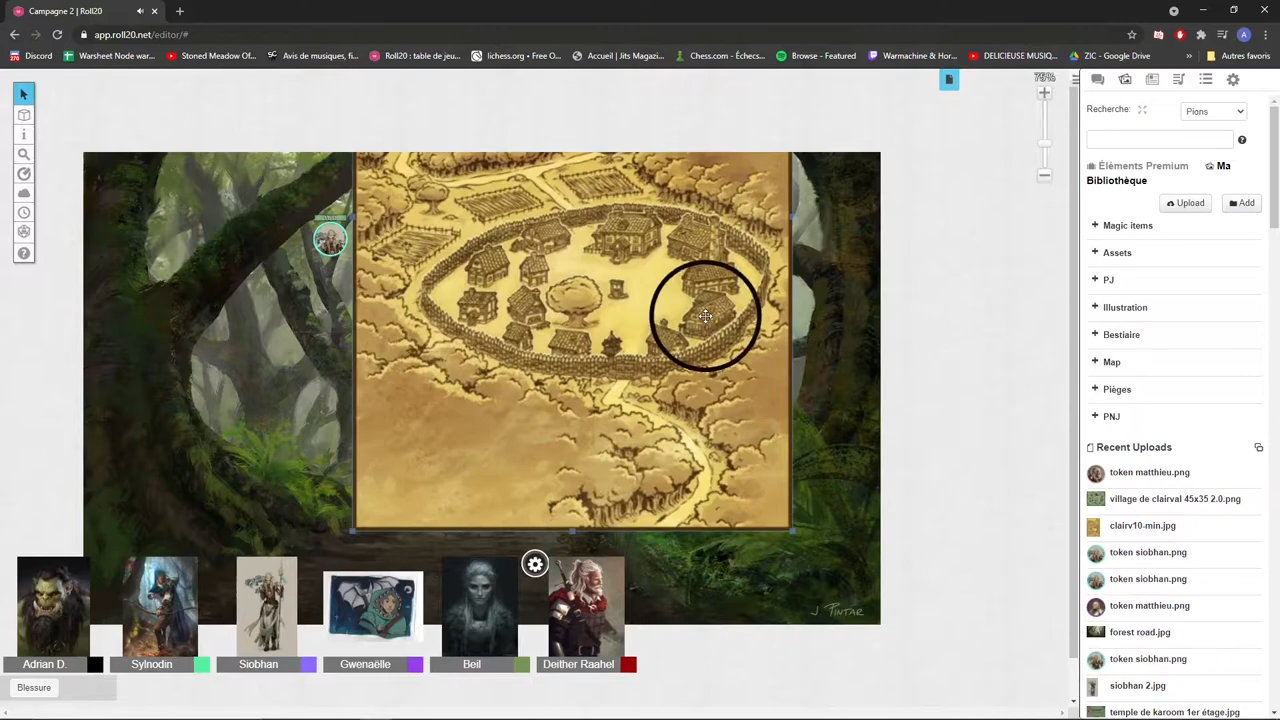 Campagne 2 | Roll20
app.roll20.net/editor/#
Discord
Warsheet Node war...
Stoned Meadow Of...
Avis de musiques, fi...
Roll20 : table de jeu...
lichess.org • Free O...
Accueil | Jits Magazi...
Chess.com - Échecs...
Browse - Featured
Warmachine & Hor...
DELICIEUSE MUSIQ...
ZIC - Google Drive
Autres favoris
75%
Recherche:
Pions
Éléments Premium
Ma
Bibliothèque
Upload
Add
Magic items
Assets
PJ
Illustration
Bestiaire
Map
Pièges
PNJ
Recent Uploads
token matthieu.png
village de clairval 45x35 2.0.png
clairv10-min.jpg
token siobhan.png
token siobhan.png
token matthieu.png
forest road.jpg
token siobhan.png
siobhan 2.jpg
temple de karoom 1er étage.jpg
J PINTAR
Adrian D.
Sylnodin
Siobhan
Gwenaëlle
Beil
Deither Raahel
Blessure